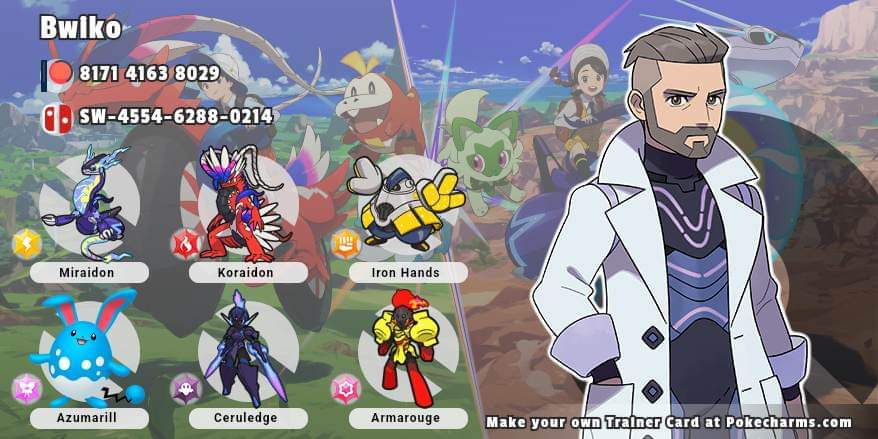 Bwiko
8171 4163 8029
SW-4554-6288-0214
Miraidon
Koraidon
Iron Hands
Azumarill
Ceruledge
Armarouge
Make your own Trainer Card at Pokecharms.com